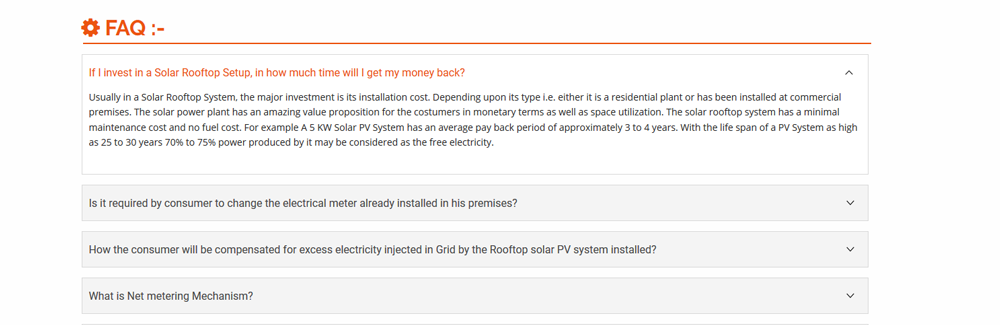 FAQ :-
If I invest in a Solar Rooftop Setup, in how much time will I get my money back?
Usually in a Solar Rooftop System, the major investment is its installation cost. Depending upon its type i.e. either it is a residential plant or has been installed at commercial
premises. The solar power plant has an amazing value proposition for the costumers in monetary terms as well as space utilization. The solar rooftop system has a minimal
maintenance cost and no fuel cost. For example A 5 KW Solar PV System has an average pay back period of approximately 3 to 4 years. With the life span of a PV System as high
as 25 to 30 years 70% to 75% power produced by it may be considered as the free electricity.
Is it required by consumer to change the electrical meter already installed in his premises?
How the consumer will be compensated for excess electricity injected in Grid by the Rooftop solar PV system installed?
What is Net metering Mechanism?